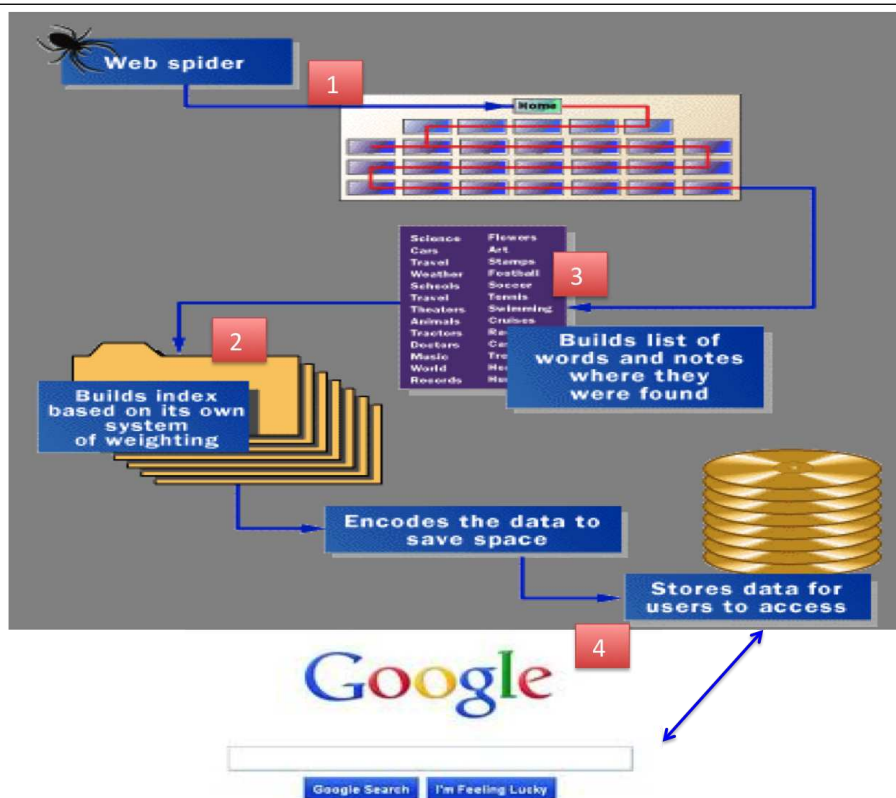 Web spider
1
Home
Science Flowers
Cars Art
Travel Stamps
Weather Football
Schools Soccer
Travel Tennis
Theaters Swimming
Animals Cruises
Tractors
Doctors
Music
World
Records
3
Builds list of
words and notes
where they
were found
2
Builds index
based on its own
system
of weighting
Encodes the data to
save space
Stores data for
users to access
4
Google
Google Search I'm Feeling Lucky